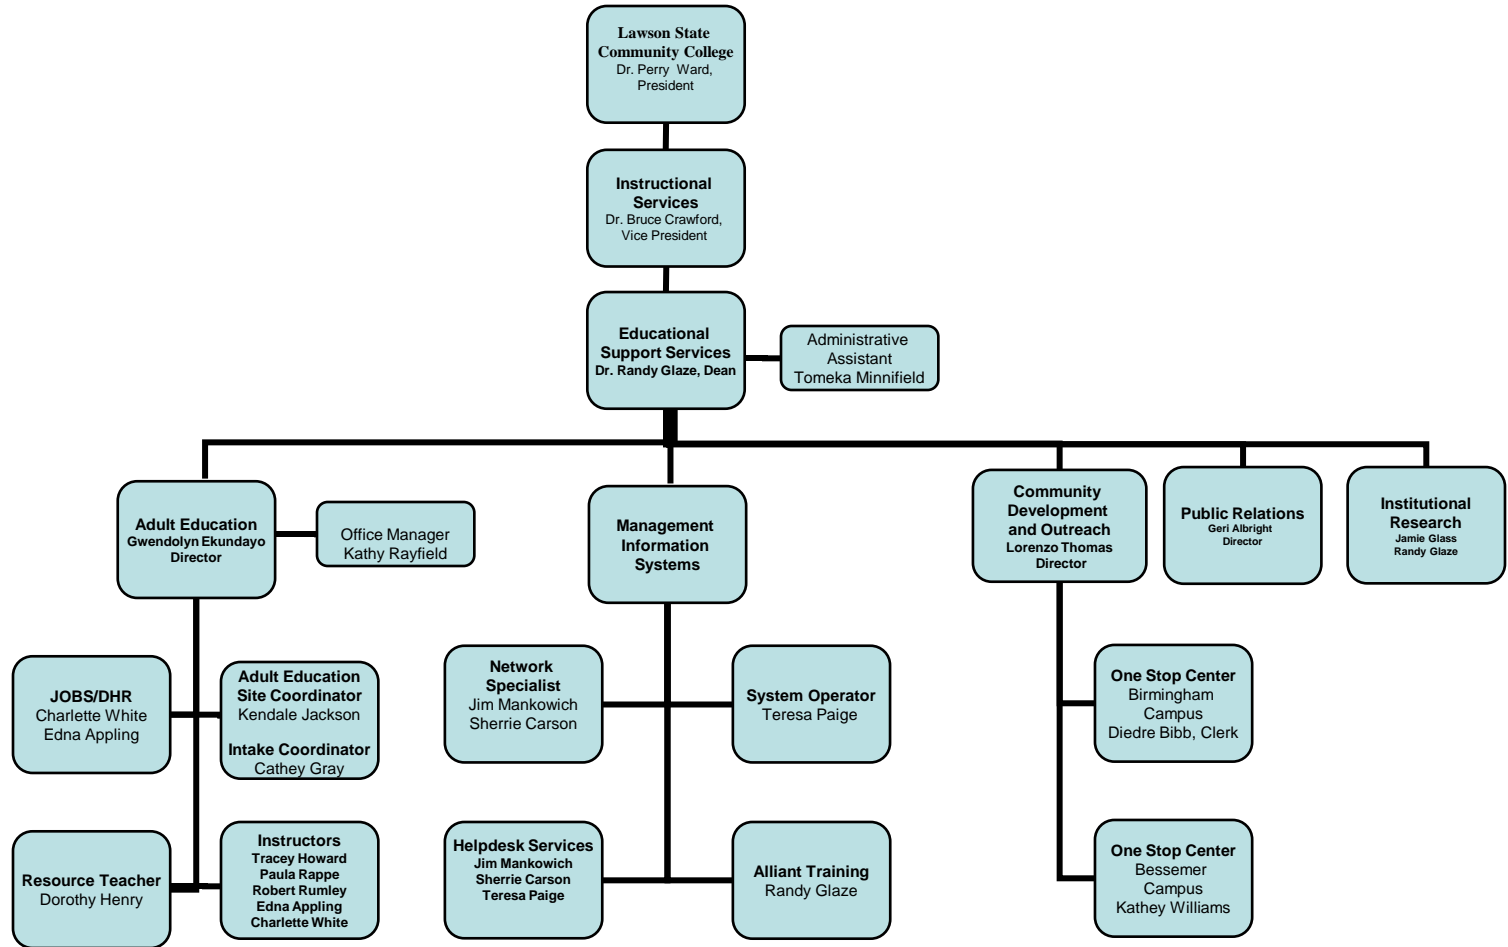 Lawson State
Community College
Dr. Perry Ward,
President
Instructional
Services
Dr. Bruce Crawford,
Vice President
Educational
Support Services
Dr. Randy Glaze, Dean
Administrative
Assistant
Tomeka Minnifield
Adult Education
Gwendolyn Ekundayo
Director
Office Manager
Kathy Rayfield
Management
Information
Systems
Community
Development
and Outreach
Lorenzo Thomas
Director
Public Relations
Geri Albright
Director
Institutional
Research
Jamie Glass
Randy Glaze
JOBS/DHR
Charlette White
Edna Appling
Adult Education
Site Coordinator
Kendale Jackson
Intake Coordinator
Cathey Gray
Network
Specialist
Jim Mankowich
Sherrie Carson
System Operator
Teresa Paige
One Stop Center
Birmingham
Campus
Diedre Bibb, Clerk
Resource Teacher
Dorothy Henry
Instructors
Tracey Howard
Paula Rappe
Robert Rumley
Edna Appling
Charlette White
Helpdesk Services
Jim Mankowich
Sherrie Carson
Teresa Paige
Alliant Training
Randy Glaze
One Stop Center
Bessemer
Campus
Kathey Williams